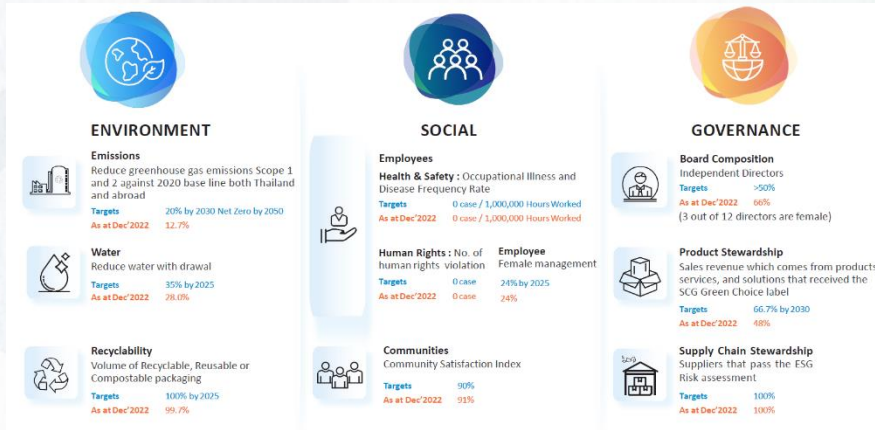 ENVIRONMENT
Emissions
Reduce greenhouse gas emissions Scope 1
and 2 against 2020 base line both Thailand
and abroad
Targets 20% by 2030 Net Zero by 2050
As at Dec'2022 12.7%
Water
Reduce water with drawal
Targets 35% by 2025
As at Dec'2022 28.0%
Recyclability
Volume of Recyclable, Reusable or
Compostable packaging
Targets 100% by 2025
As at Dec'2022 99.7%
SOCIAL
Employees
Health & Safety : Occupational Illness and
Disease Frequency Rate
Targets 0 case / 1,000,000 Hours Worked
As at Dec'2022 0 case / 1,000,000 Hours Worked
Human Rights : No. of
human rights violation
Targets 0 case
As at Dec'2022 0 case
Employee
Female management
24% by 2025
24%
Communities
Community Satisfaction Index
Targets 90%
As at Dec'2022 91%
GOVERNANCE
Board Composition
Independent Directors
Targets >50%
As at Dec'2022 66%
(3 out of 12 directors are female)
Product Stewardship
Sales revenue which comes from products
services, and solutions that received the
SCG Green Choice label
Targets 66.7% by 2030
As at Dec'2022 48%
Supply Chain Stewardship
Suppliers that pass the ESG
Risk assessment
Targets 100%
As at Dec'2022 100%